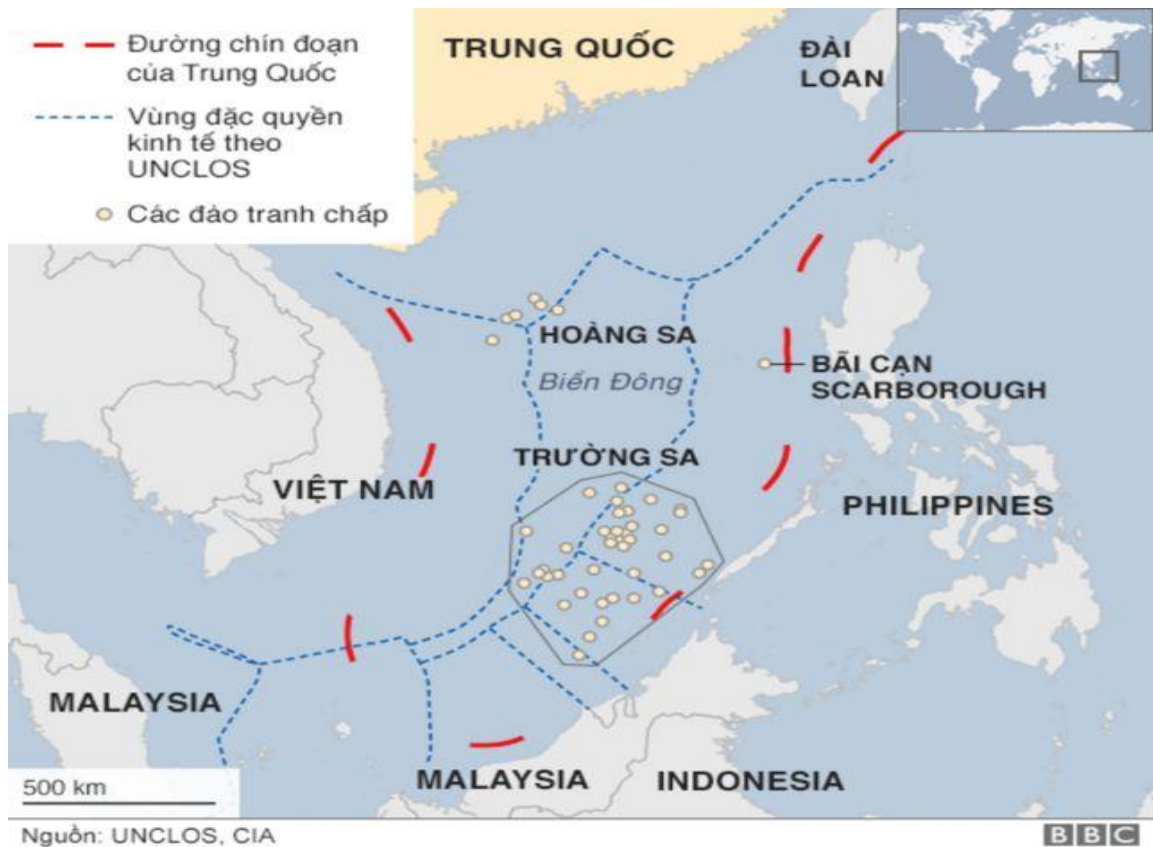 Đường chín đoạn
của Trung Quốc
Vùng đặc quyền
kinh tế theo
UNCLOS
Các đảo tranh chấp
TRUNG QUỐC
ĐÀI
LOAN
HOÀNG SA
Biển Đông
BÃI CẠN
SCARBOROUGH
TRƯỜNG SA
VIỆT NAM
PHILIPPINES
MALAYSIA
MALAYSIA
INDONESIA
500 km
Nguồn: UNCLOS, CIA
BBC